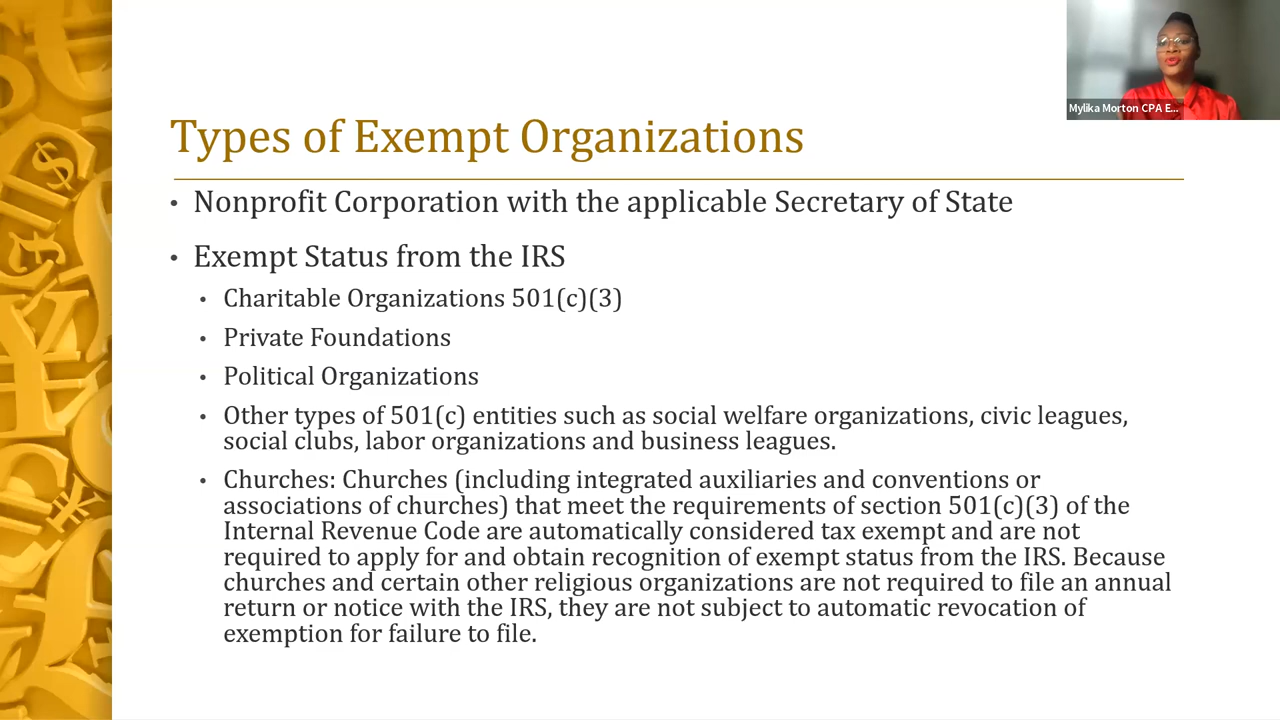 Mylika Morton CPA E...
Types of Exempt Organizations
• Nonprofit Corporation with the applicable Secretary of State
• Exempt Status from the IRS
• Charitable Organizations 501(c)(3)
• Private Foundations
• Political Organizations
• Other types of 501(c) entities such as social welfare organizations, civic leagues,
social clubs, labor organizations and business leagues.
• Churches: Churches (including integrated auxiliaries and conventions or
associations of churches) that meet the requirements of section 501(c)(3) of the
Internal Revenue Code are automatically considered tax exempt and are not
required to apply for and obtain recognition of exempt status from the IRS. Because
churches and certain other religious organizations are not required to file an annual
return or notice with the IRS, they are not subject to automatic revocation of
exemption for failure to file.